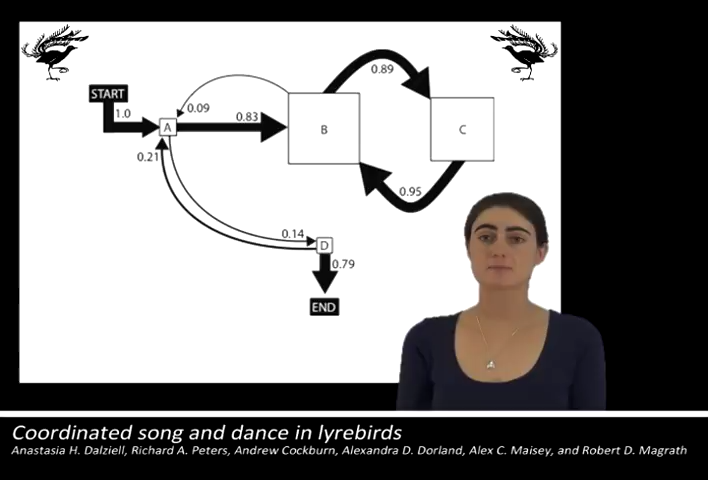 START
1.0
A
0.09
0.83
B
0.89
C
0.95
0.21
0.14
D
0.79
END
Coordinated song and dance in lyrebirds
Anastasia H. Dalziell, Richard A. Peters, Andrew Cockburn, Alexandra D. Dorland, Alex C. Maisey, and Robert D. Magrath